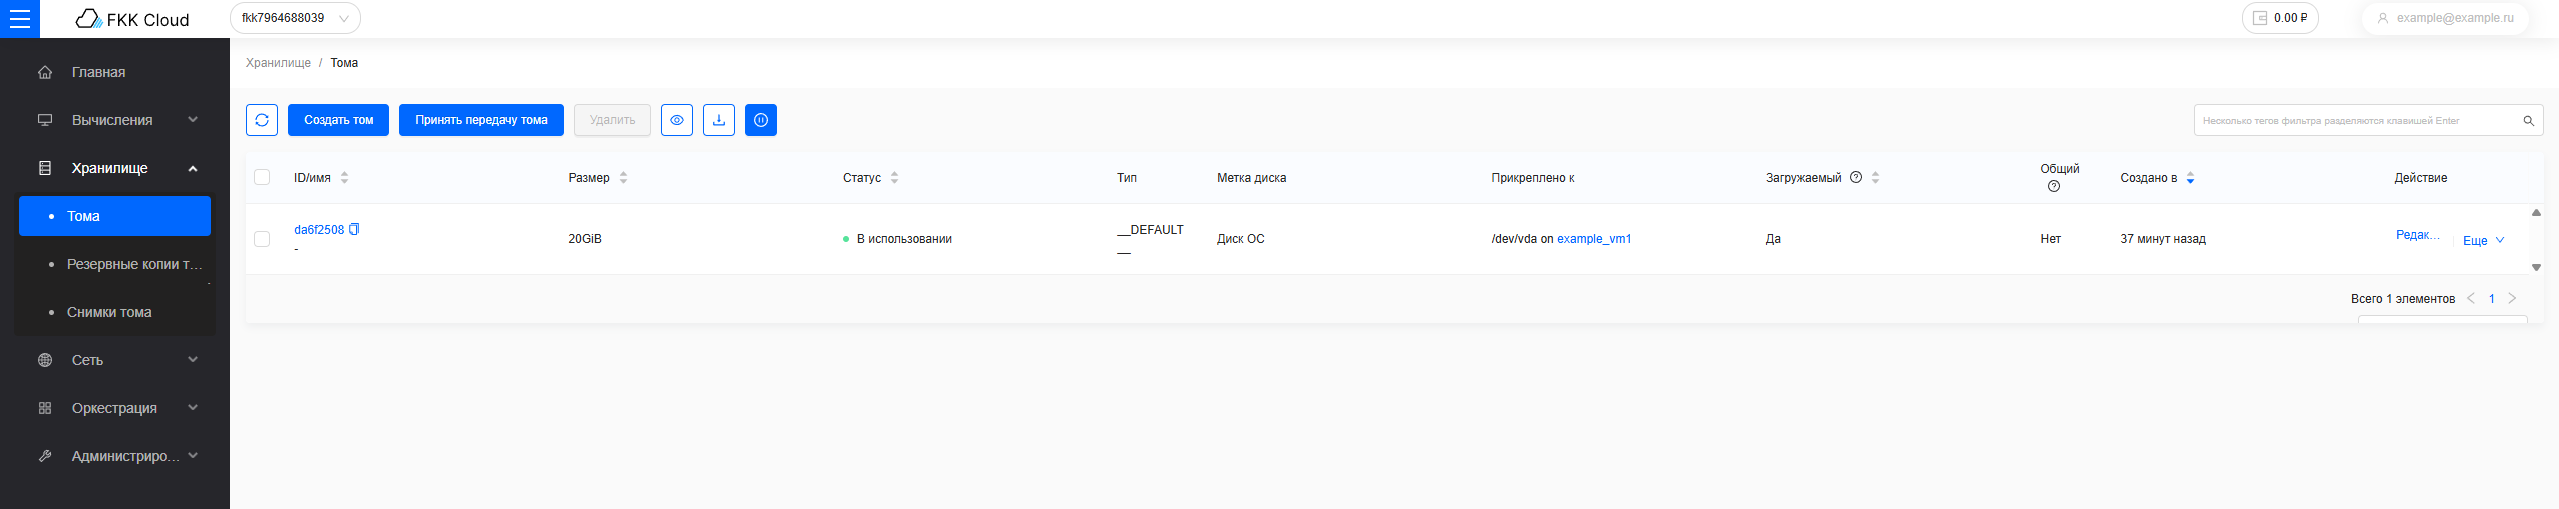 FKK Cloud
fkk7964688039
0.00 ₽
example@example.ru
Главная
Вычисления
Хранилище
Тома
Резервные копии т...
Снимки тома
Сеть
Оркестрация
Администриро...
Хранилище / Тома
Создать том
Принять передачу тома
Удалить
Несколько тегов фильтра разделяются клавишей Enter
ID/имя
Размер
Статус
Тип
Метка диска
Прикреплено к
Загружаемый
Общий
Создано в
Действие
da6f2508
-
20GiB
В использовании
__DEFAULT
__
Диск ОС
/dev/vda on example_vm1
Да
Нет
37 минут назад
Редак...
Еще
Всего 1 элементов
1